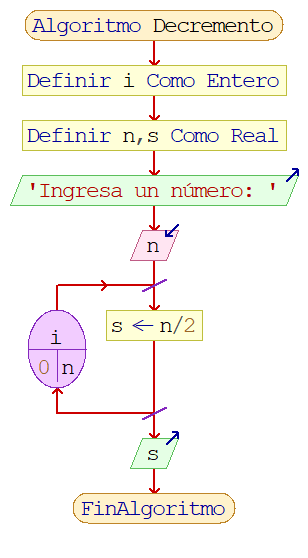 Algoritmo Decremento
Definir i Como Entero
Definir n,s Como Real
'Ingresa un número: '
n
i
0 n
s ← n/2
s
FinAlgoritmo